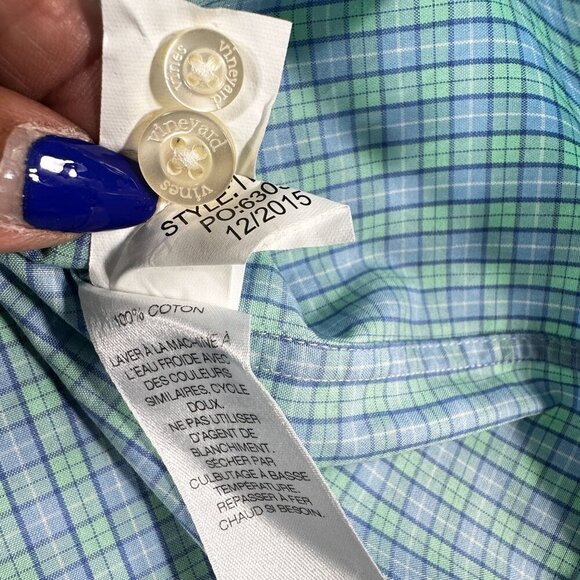 vineyard
vines
vineyard
vines
STYLE:
PO:630
12/2015
100% COTON
LAVER À LA MACHINE À
L'EAU FROIDE AVEC
DES COULEURS
SIMILAIRES, CYCLE
DOUX.
NE PAS UTILISER
D'AGENT DE
BLANCHIMENT.
SÉCHER PAR
CULBUTAGE À BASSE
TEMPÉRATURE.
REPASSER À FER
CHAUD SI BESOIN.